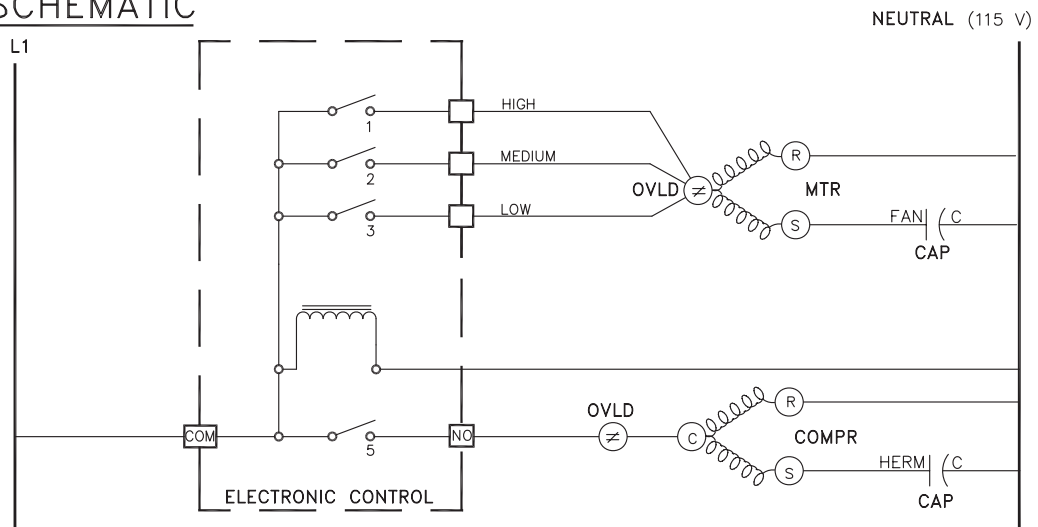 SCHEMATIC
NEUTRAL (115 V)
L1
HIGH
1
MEDIUM
2
R
OVLD ≠
MTR
LOW
3
S
FAN
C
CAP
OVLD
R
COM
5
NO
≠
C
COMPR
HERM
C
S
CAP
ELECTRONIC CONTROL